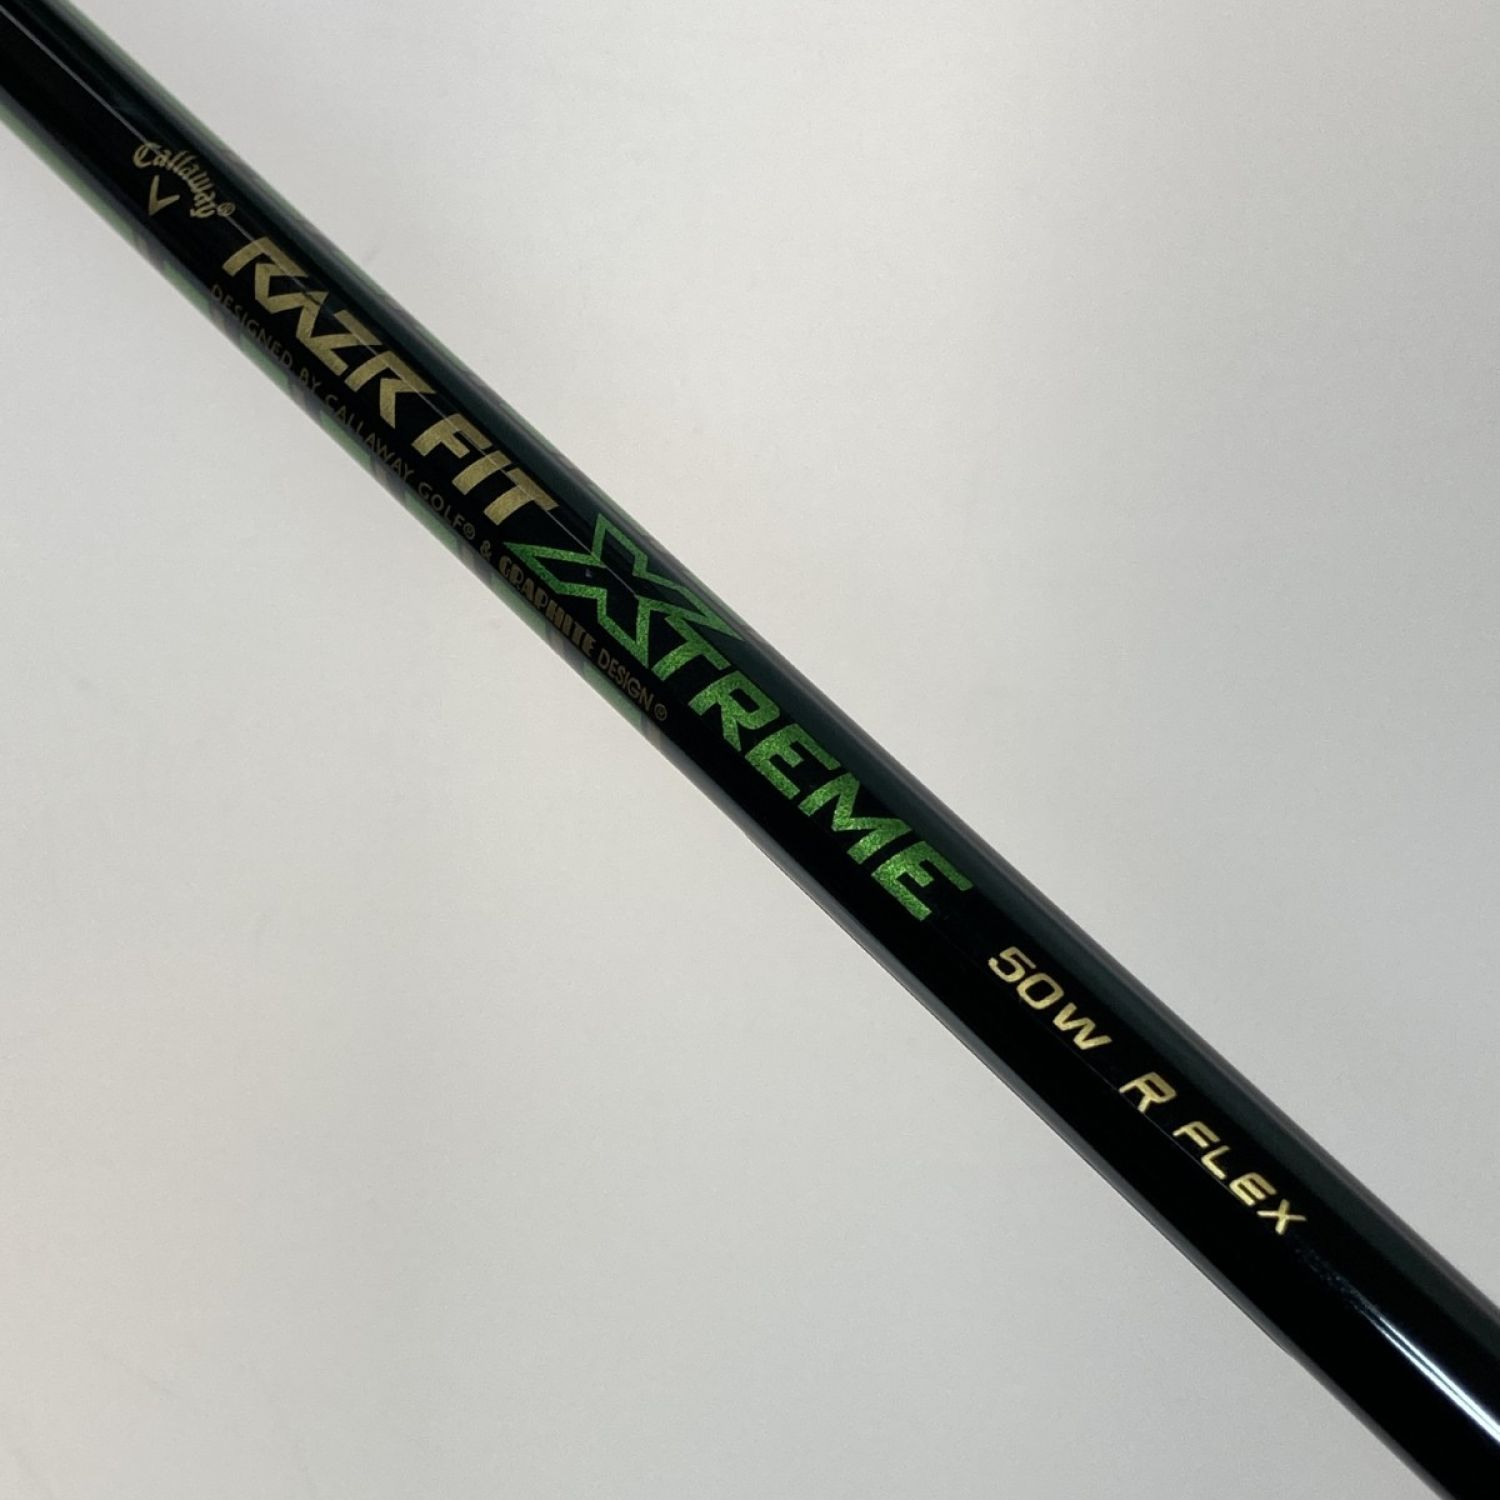 Callaway®
RAZR FIT XTREME
DESIGNED BY CALLAWAY GOLF® & GRAPHITE DESIGN®
50W R FLEX